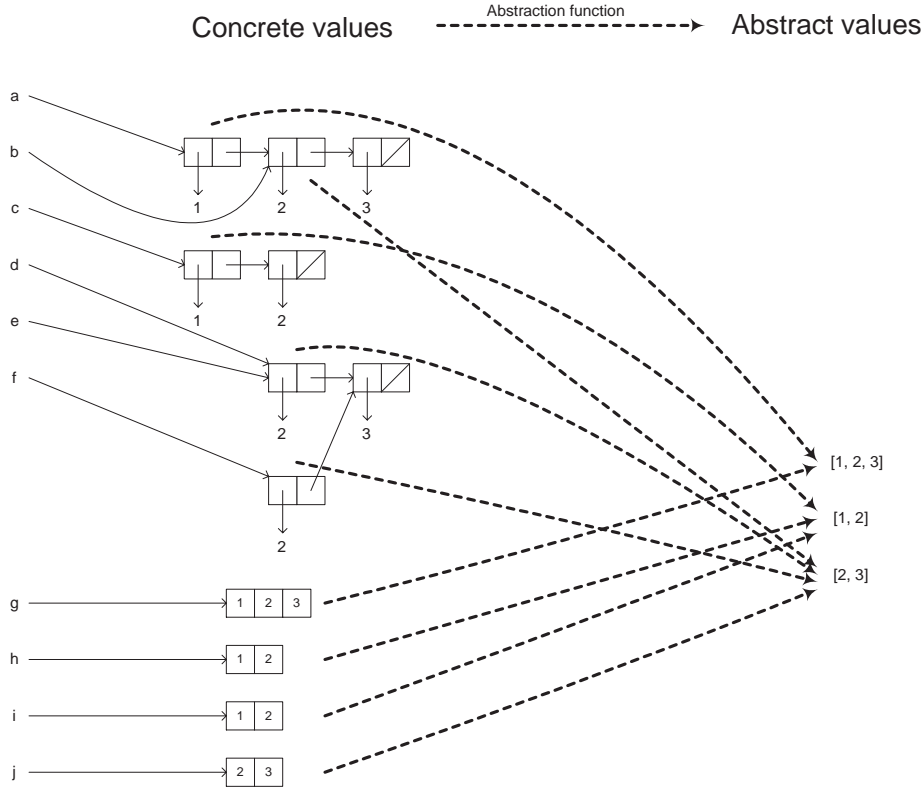 Abstraction function
Concrete values
Abstract values
a
b
1 2 3
c
d
1 2
e
f
2 3
[1, 2, 3]
[1, 2]
2
[2, 3]
g
1 2 3
h
1 2
i
1 2
j
2 3